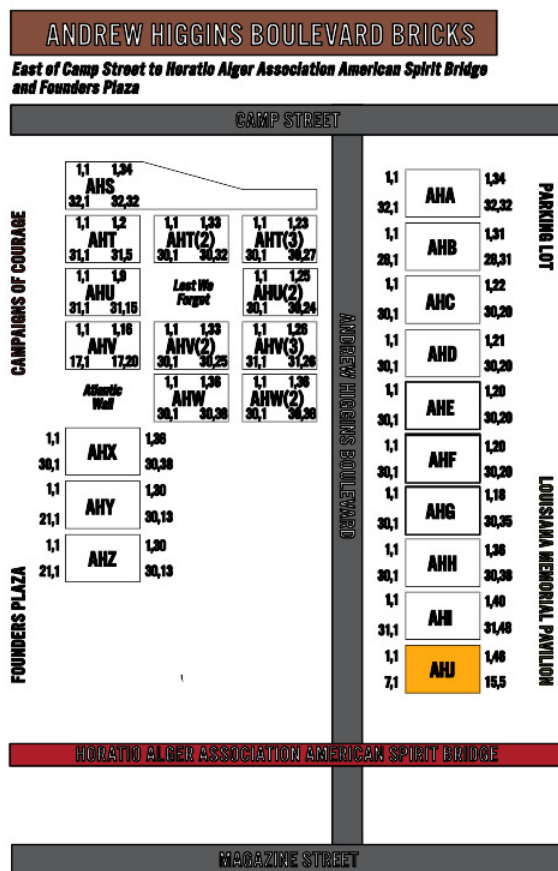 ANDREW HIGGINS BOULEVARD BRICKS
East of Camp Street to Horatio Alger Association American Spirit Bridge
and Founders Plaza
CAMP STREET
CAMPAIGNS OF COURAGE
FOUNDERS PLAZA
1,1 1,34
AHS
32,1 32,32
1,1 1,2
AHT
31,1 31,5
1,1 1,33
AHT(2)
30,1 30,32
1,1 1,23
AHT(3)
30,1 30,27
1,1 1,9
AHU
31,1 31,15
Lest We
Forget
1,1 1,25
AHU(2)
30,1 30,24
1,1 1,16
AHV
17,1 17,20
1,1 1,33
AHV(2)
30,1 30,25
1,1 1,26
AHV(3)
31,1 31,26
Atlantic
Wall
1,1 1,36
AHW
30,1 30,36
1,1 1,36
AHW(2)
30,1 30,36
1,1 1,36
AHX
30,1 30,38
1,1 1,30
AHY
21,1 30,13
1,1 1,30
AHZ
21,1 30,13
ANDREW HIGGINS BOULEVARD
1,1 1,34
AHA
32,1 32,32
1,1 1,31
AHB
28,1 28,31
1,1 1,22
AHC
30,1 30,20
1,1 1,21
AHD
30,1 30,20
1,1 1,20
AHE
30,1 30,20
1,1 1,20
AHF
30,1 30,20
1,1 1,18
AHG
30,1 30,35
1,1 1,36
AHH
30,1 30,36
1,1 1,40
AHI
31,1 31,48
1,1 1,48
AHJ
7,1 15,5
PARKING LOT
LOUISIANA MEMORIAL PAVILION
HORATIO ALGER ASSOCIATION AMERICAN SPIRIT BRIDGE
MAGAZINE STREET